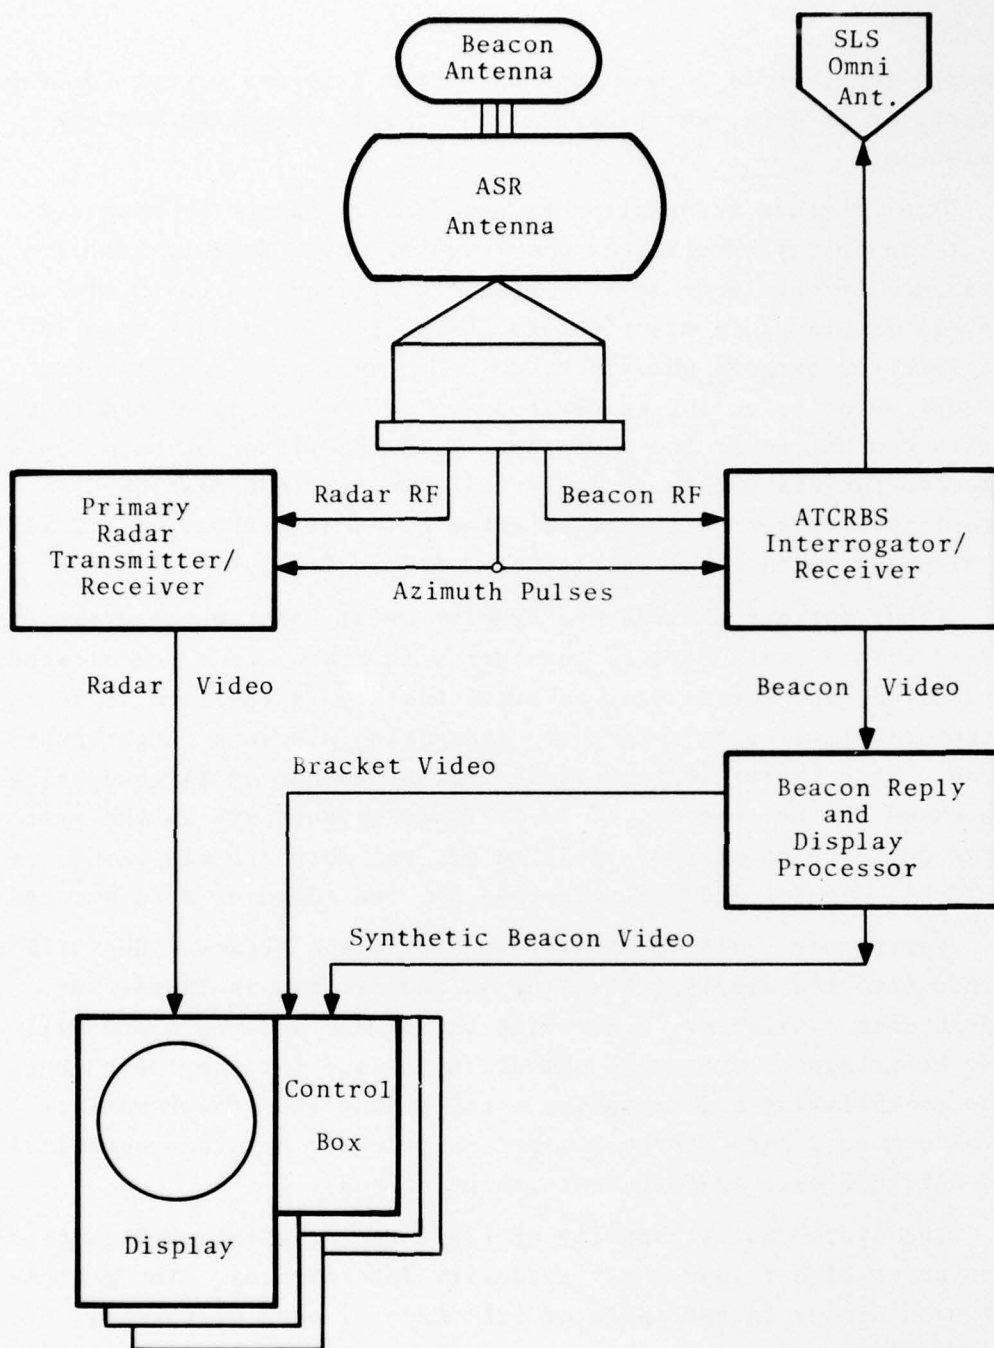 Beacon
Antenna
SLS
Omni
Ant.
ASR
Antenna
Radar RF
Beacon RF
Primary
Radar
Transmitter/
Receiver
ATCRBS
Interrogator/
Receiver
Azimuth Pulses
Radar Video
Beacon Video
Bracket Video
Beacon Reply
and
Display
Processor
Synthetic Beacon Video
Control
Box
Display